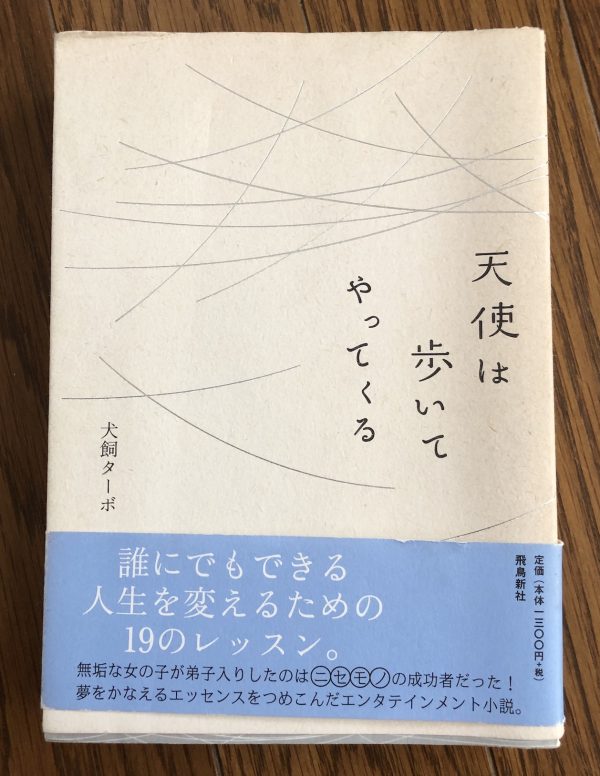 天使は
歩いて
やってくる
犬飼ターボ
誰にでもできる
人生を変えるための
19のレッスン。
無垢な女の子が弟子入りしたのはニセモノの成功者だった！
夢をかなえるエッセンスをつめこんだエンタテインメント小説。
定価（本体一三〇〇円+税）
飛鳥新社